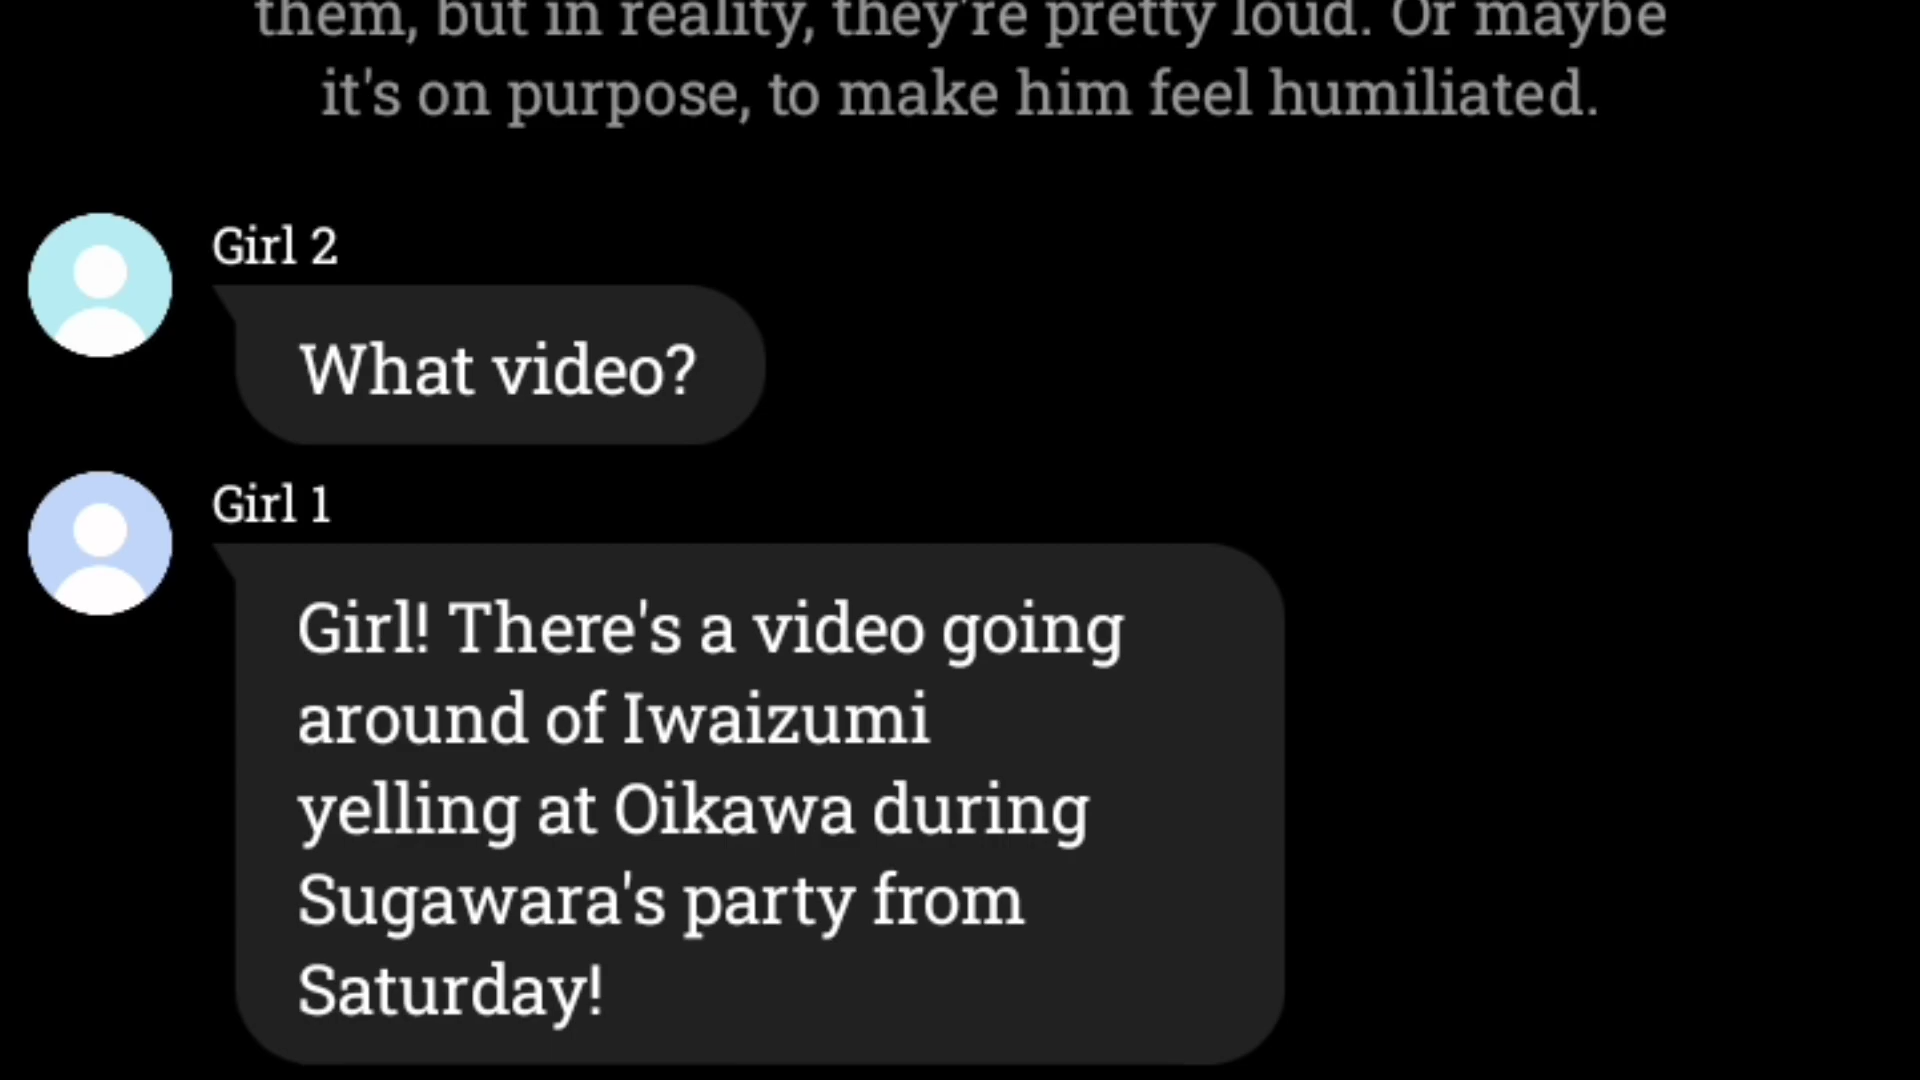 them, but in reality, they're pretty loud. Or maybe
it's on purpose, to make him feel humiliated.
Girl 2
What video?
Girl 1
Girl! There's a video going
around of Iwaizumi
yelling at Oikawa during
Sugawara's party from
Saturday!